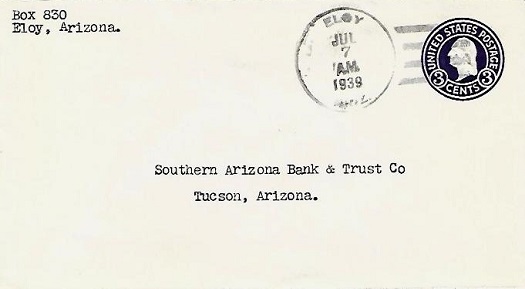 Box 830
Eloy, Arizona.
ELOY
JUL
7
AM
1939
ARIZ.
UNITED STATES POSTAGE
3 CENTS 3
Southern Arizona Bank & Trust Co
Tucson, Arizona.